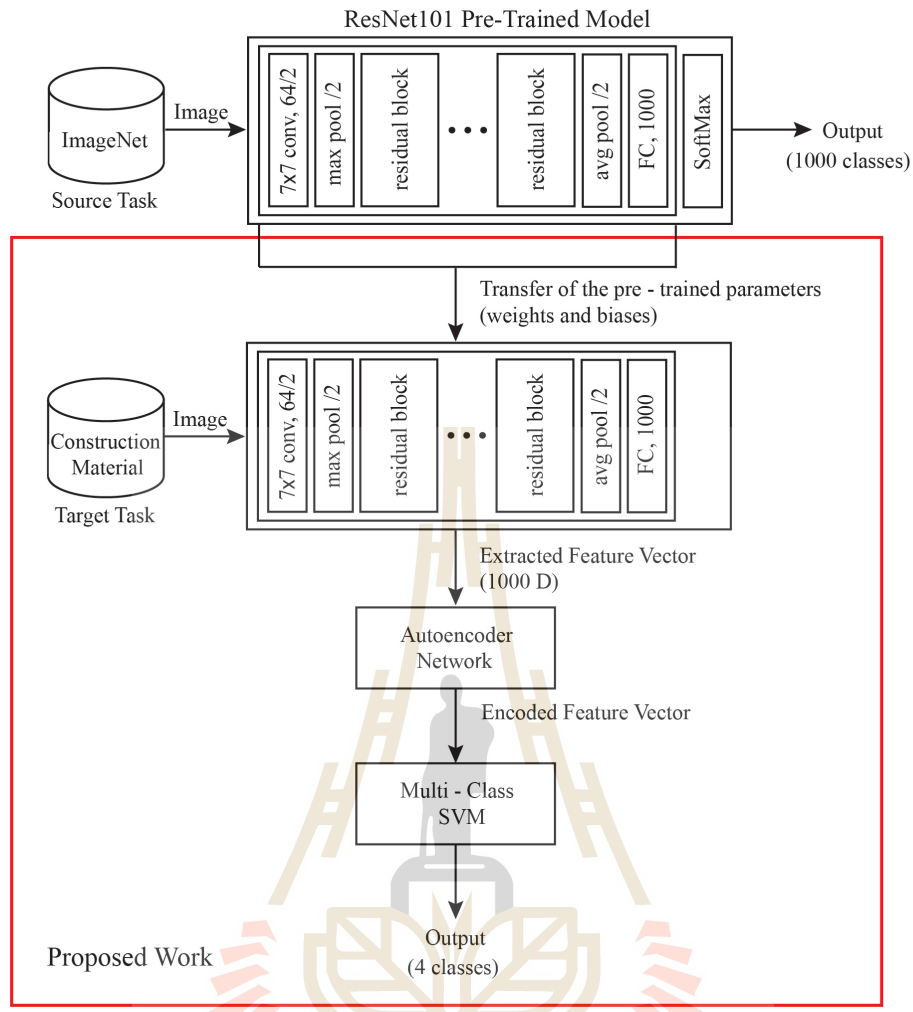 ResNet101 Pre-Trained Model
ImageNet
Source Task
Image
7x7 conv, 64/2
max pool /2
residual block
residual block
avg pool /2
FC, 1000
SoftMax
Output
(1000 classes)
Transfer of the pre - trained parameters
(weights and biases)
Construction
Material
Target Task
Image
7x7 conv, 64/2
max pool /2
residual block
residual block
avg pool /2
FC, 1000
Extracted Feature Vector
(1000 D)
Autoencoder
Network
Encoded Feature Vector
Multi - Class
SVM
Output
(4 classes)
Proposed Work